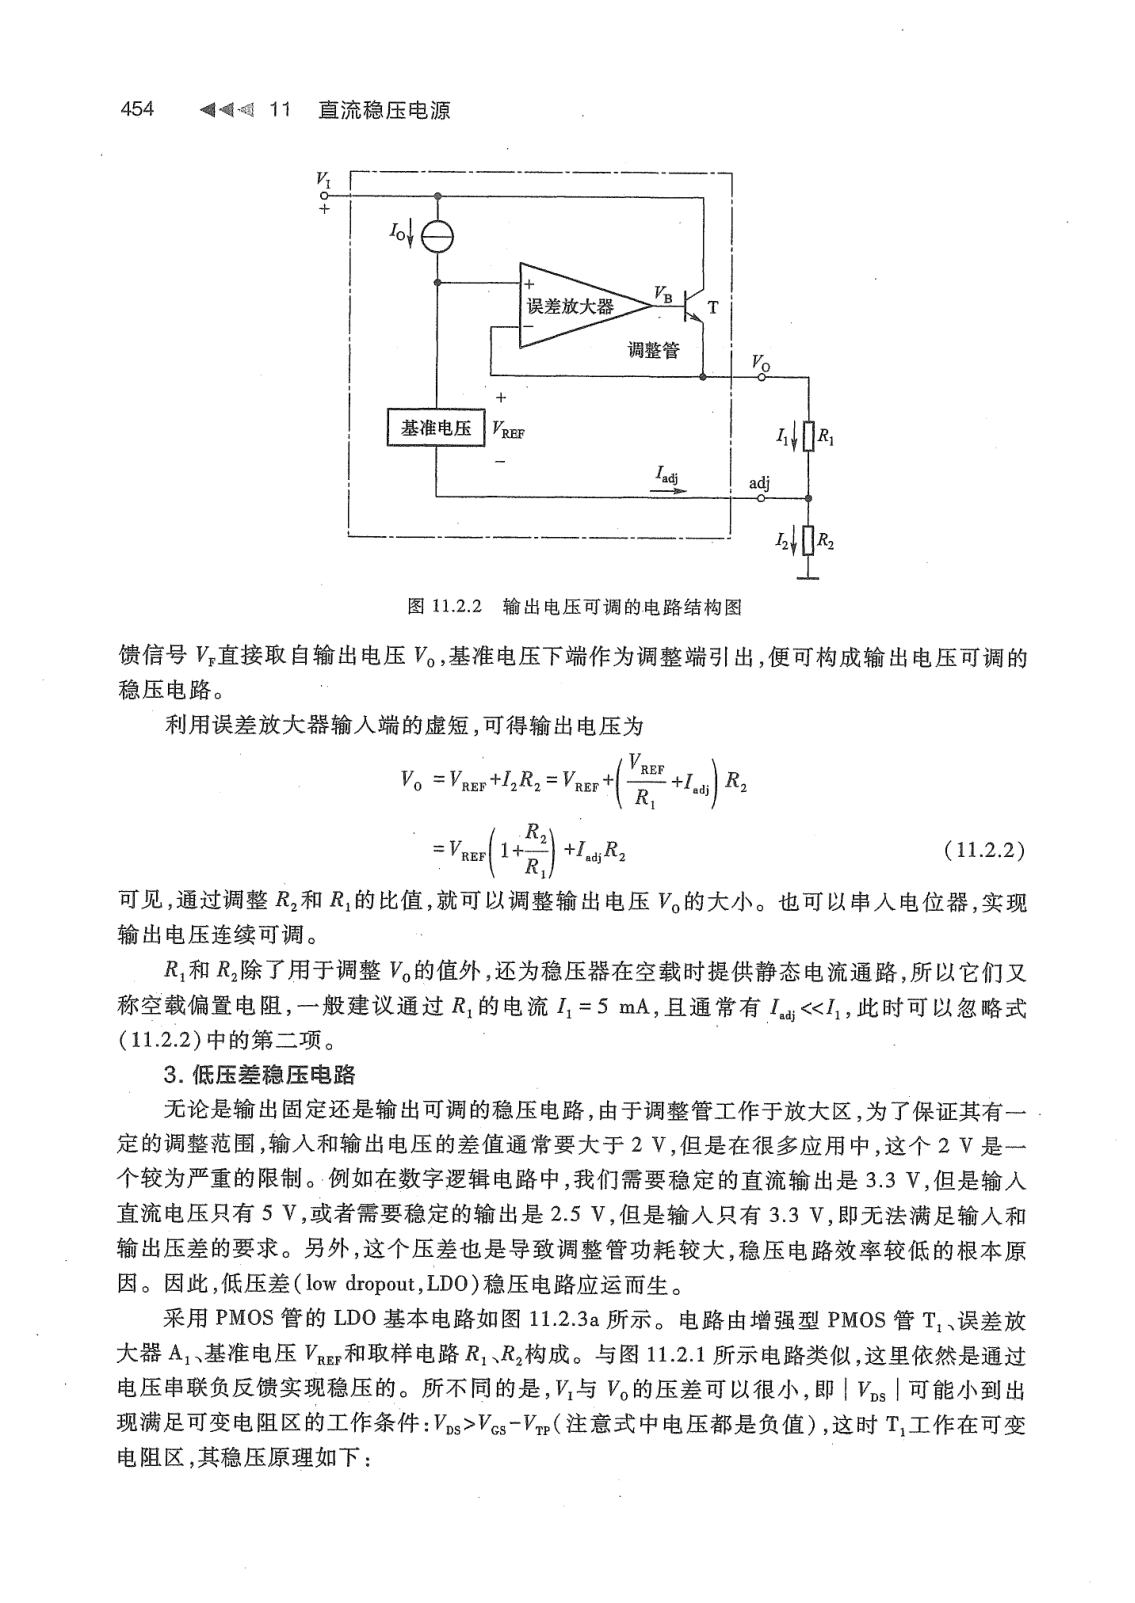 454 11 直流稳压电源
V_I
+
I_O
+
误差放大器
−
V_B
T
调整管
V_O
+
基准电压 V_REF
−
I_1 R_1
I_adj
adj
I_2 R_2
图 11.2.2 输出电压可调的电路结构图
馈信号 V_F直接取自输出电压 V_O,基准电压下端作为调整端引出,便可构成输出电压可调的
稳压电路。
利用误差放大器输入端的虚短,可得输出电压为
V_O = V_REF + I_2R_2 = V_REF + (V_REF/R_1 + I_adj) R_2
= V_REF (1 + R_2/R_1) + I_adj R_2 (11.2.2)
可见,通过调整 R_2和 R_1的比值,就可以调整输出电压 V_O的大小。也可以串入电位器,实现
输出电压连续可调。
R_1和 R_2除了用于调整 V_O的值外,还为稳压器在空载时提供静态电流通路,所以它们又
称空载偏置电阻,一般建议通过 R_1的电流 I_1 = 5 mA,且通常有 I_adj<<I_1,此时可以忽略式
(11.2.2)中的第二项。
3. 低压差稳压电路
无论是输出固定还是输出可调的稳压电路,由于调整管工作于放大区,为了保证其有一
定的调整范围,输入和输出电压的差值通常要大于 2 V,但是在很多应用中,这个 2 V 是一
个较为严重的限制。例如在数字逻辑电路中,我们需要稳定的直流输出是 3.3 V,但是输入
直流电压只有 5 V,或者需要稳定的输出是 2.5 V,但是输入只有 3.3 V,即无法满足输入和
输出压差的要求。另外,这个压差也是导致调整管功耗较大,稳压电路效率较低的根本原
因。因此,低压差(low dropout,LDO)稳压电路应运而生。
采用 PMOS 管的 LDO 基本电路如图 11.2.3a 所示。电路由增强型 PMOS 管 T_1、误差放
大器 A_1、基准电压 V_REF和取样电路 R_1、R_2构成。与图 11.2.1 所示电路类似,这里依然是通过
电压串联负反馈实现稳压的。所不同的是,V_I与 V_O的压差可以很小,即 | V_DS | 可能小到出
现满足可变电阻区的工作条件:V_DS>V_GS-V_TP(注意式中电压都是负值),这时 T_1工作在可变
电阻区,其稳压原理如下: